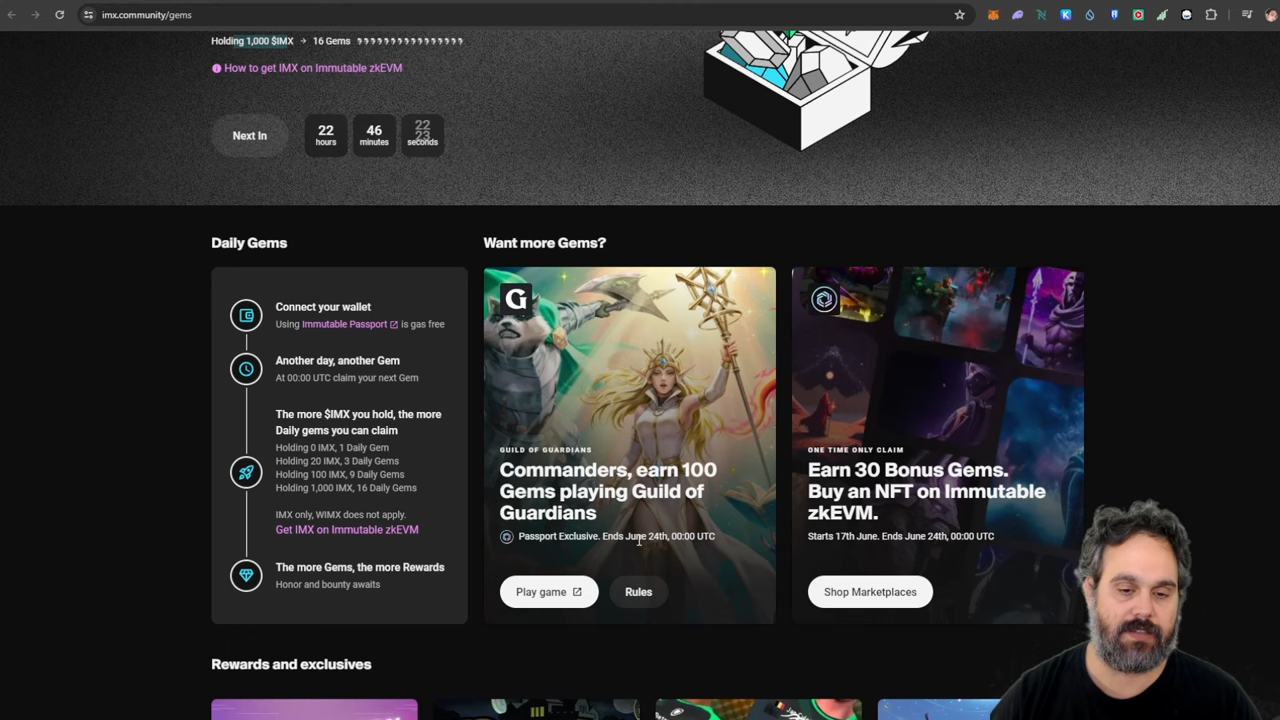 imx.community/gems
Holding 1,000 $IMX → 16 Gems
How to get IMX on Immutable zkEVM
Next In
22
hours
46
minutes
seconds
Daily Gems
Connect your wallet
Using Immutable Passport is gas free
Another day, another Gem
At 00:00 UTC claim your next Gem
The more $IMX you hold, the more
Daily gems you can claim
Holding 0 IMX, 1 Daily Gem
Holding 20 IMX, 3 Daily Gems
Holding 100 IMX, 9 Daily Gems
Holding 1,000 IMX, 16 Daily Gems
IMX only, WIMX does not apply.
Get IMX on Immutable zkEVM
The more Gems, the more Rewards
Honor and bounty awaits
Want more Gems?
G
GUILD OF GUARDIANS
Commanders, earn 100
Gems playing Guild of
Guardians
Passport Exclusive. Ends June 24th, 00:00 UTC
Play game
Rules
ONE TIME ONLY CLAIM
Earn 30 Bonus Gems.
Buy an NFT on Immutable
zkEVM.
Starts 17th June. Ends June 24th, 00:00 UTC
Shop Marketplaces
Rewards and exclusives